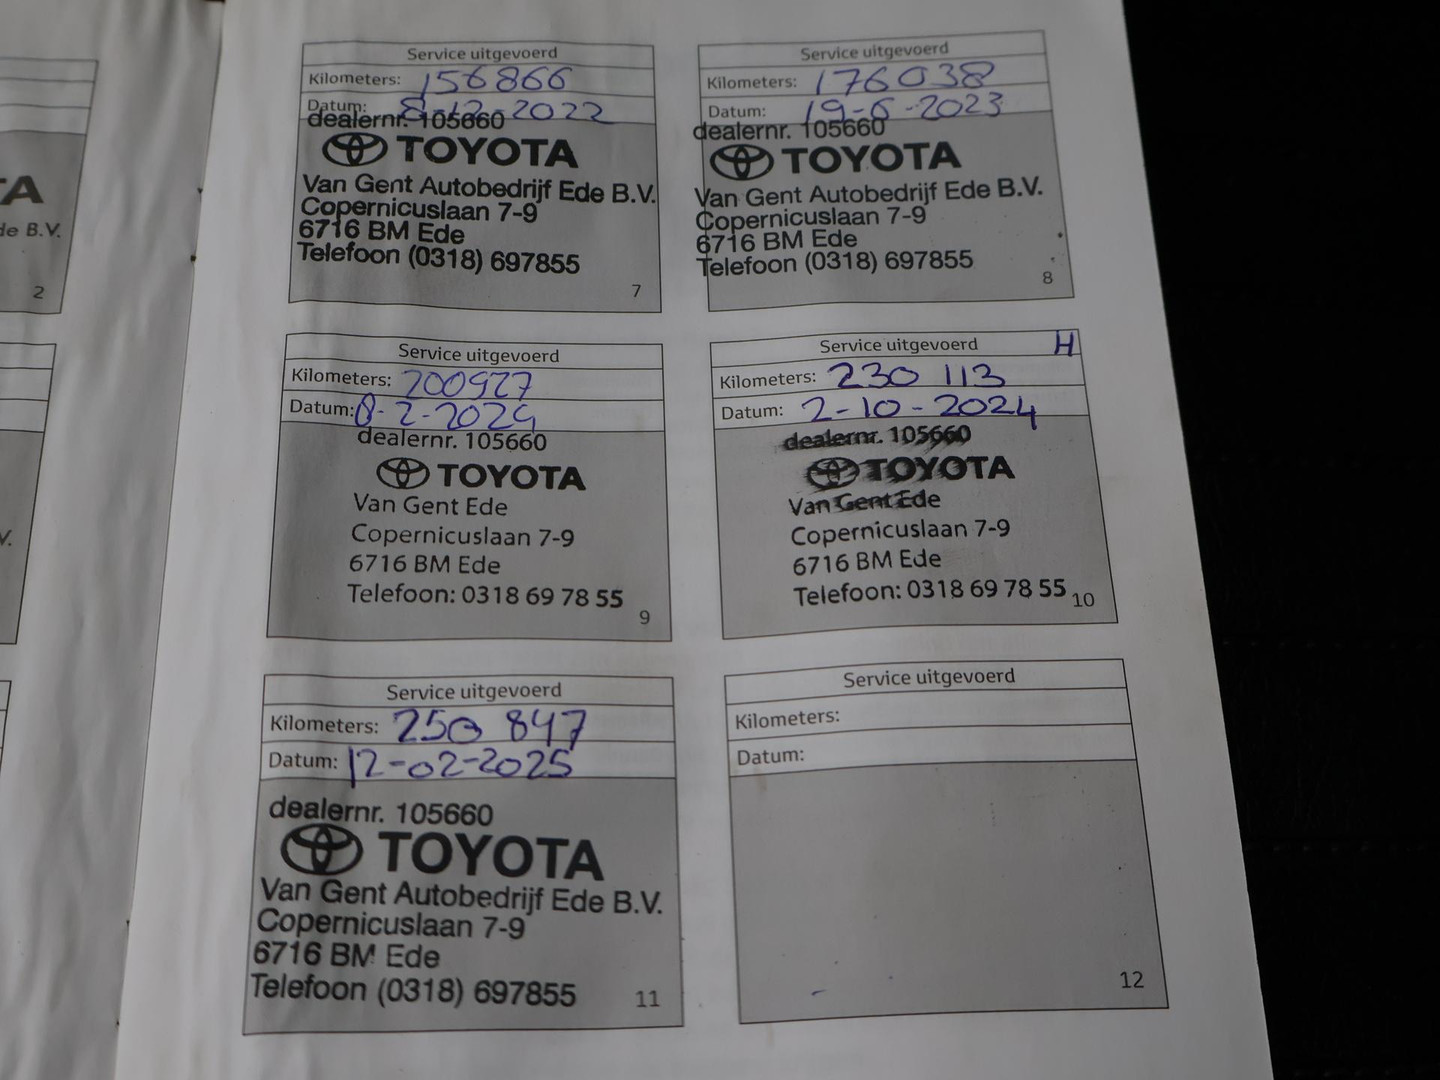 TA
de B.V.
2
V.
Service uitgevoerd
Kilometers: 156866
Datum: 8-12-2022
dealernr. 105660
TOYOTA
Van Gent Autobedrijf Ede B.V.
Copernicuslaan 7-9
6716 BM Ede
Telefoon (0318) 697855
7
Service uitgevoerd
Kilometers: 176038
Datum: 19-6-2023
dealernr. 105660
TOYOTA
Van Gent Autobedrijf Ede B.V.
Copernicuslaan 7-9
6716 BM Ede
Telefoon (0318) 697855
8
Service uitgevoerd
Kilometers: 200927
Datum: 8-2-2024
dealernr. 105660
TOYOTA
Van Gent Ede
Copernicuslaan 7-9
6716 BM Ede
Telefoon: 0318 69 78 55
9
Service uitgevoerd H
Kilometers: 230 113
Datum: 2-10-2024
dealernr. 105660
TOYOTA
Van Gent Ede
Copernicuslaan 7-9
6716 BM Ede
Telefoon: 0318 69 78 55
10
Service uitgevoerd
Kilometers: 250 847
Datum: 12-02-2025
dealernr. 105660
TOYOTA
Van Gent Autobedrijf Ede B.V.
Copernicuslaan 7-9
6716 BM Ede
Telefoon (0318) 697855
11
Service uitgevoerd
Kilometers:
Datum:
12